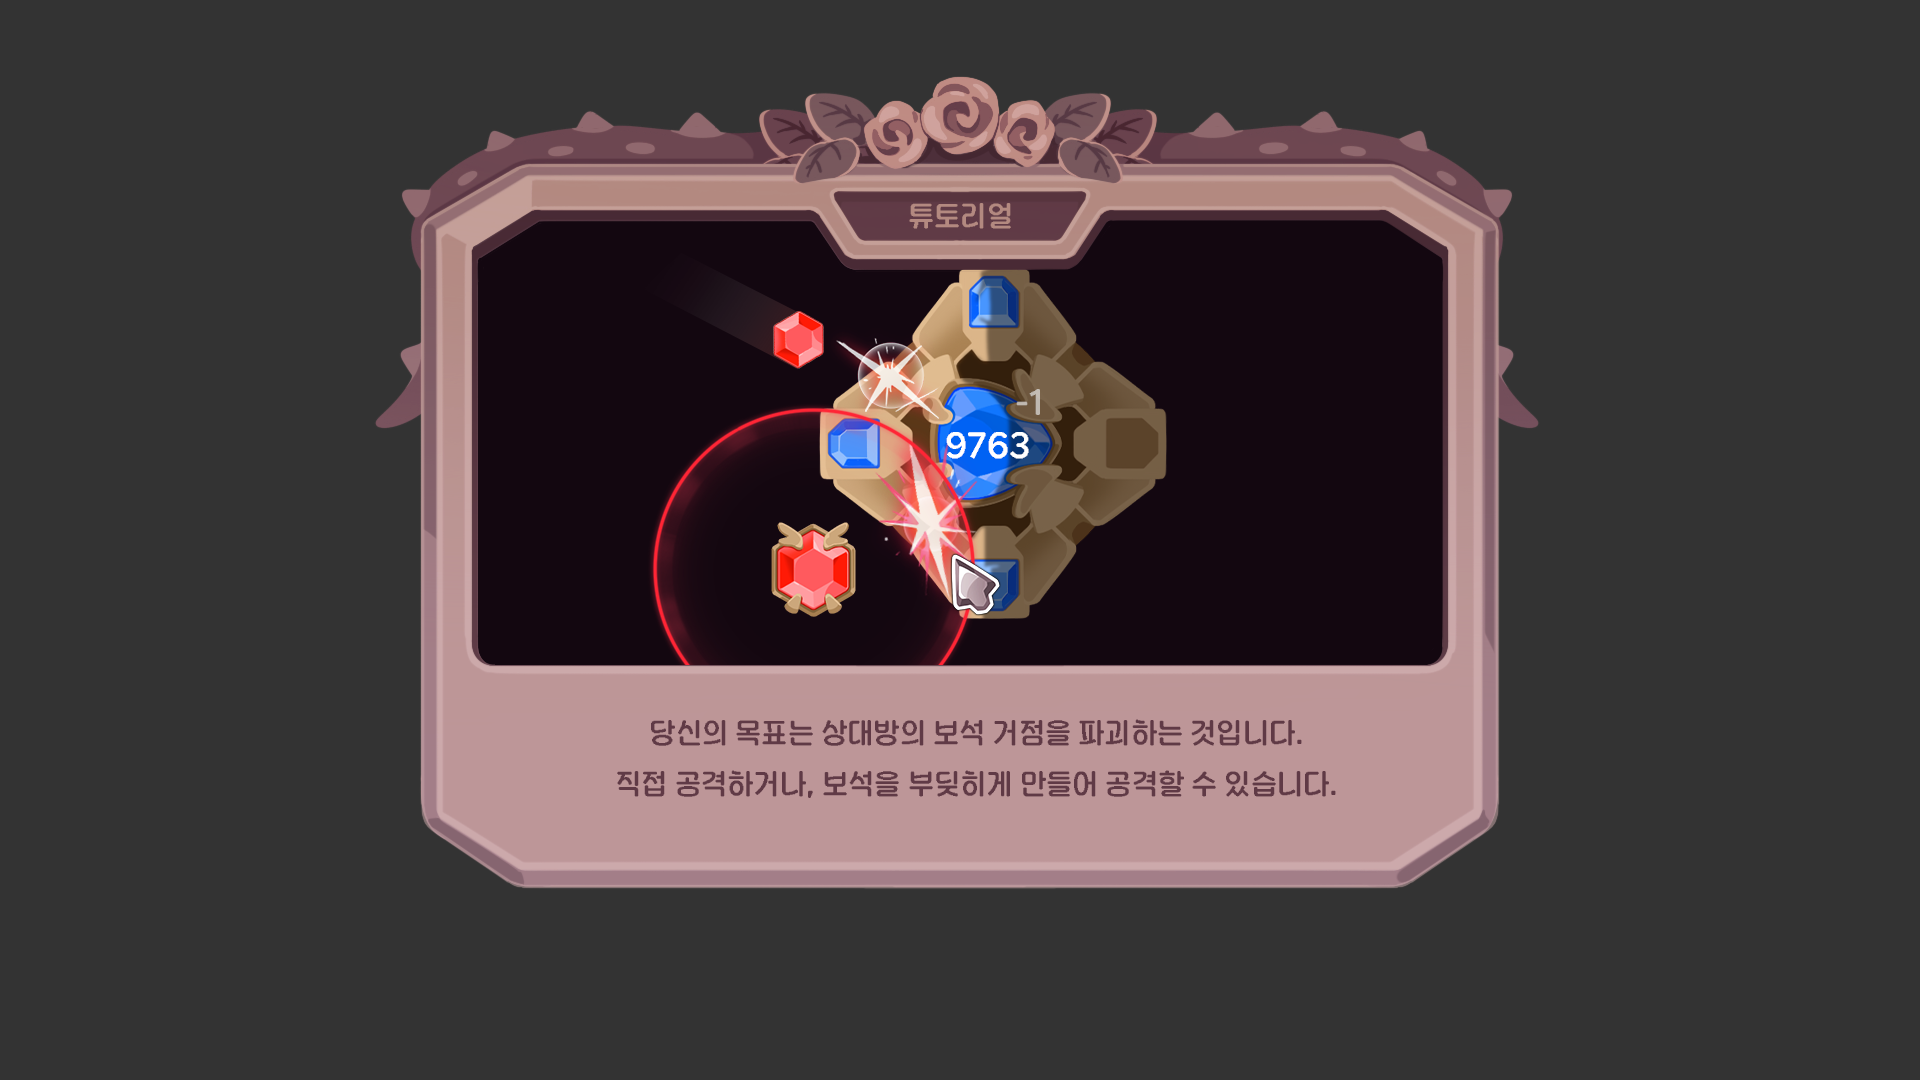 튜토리얼
-1
9763
당신의 목표는 상대방의 보석 거점을 파괴하는 것입니다.
직접 공격하거나, 보석을 부딪히게 만들어 공격할 수 있습니다.